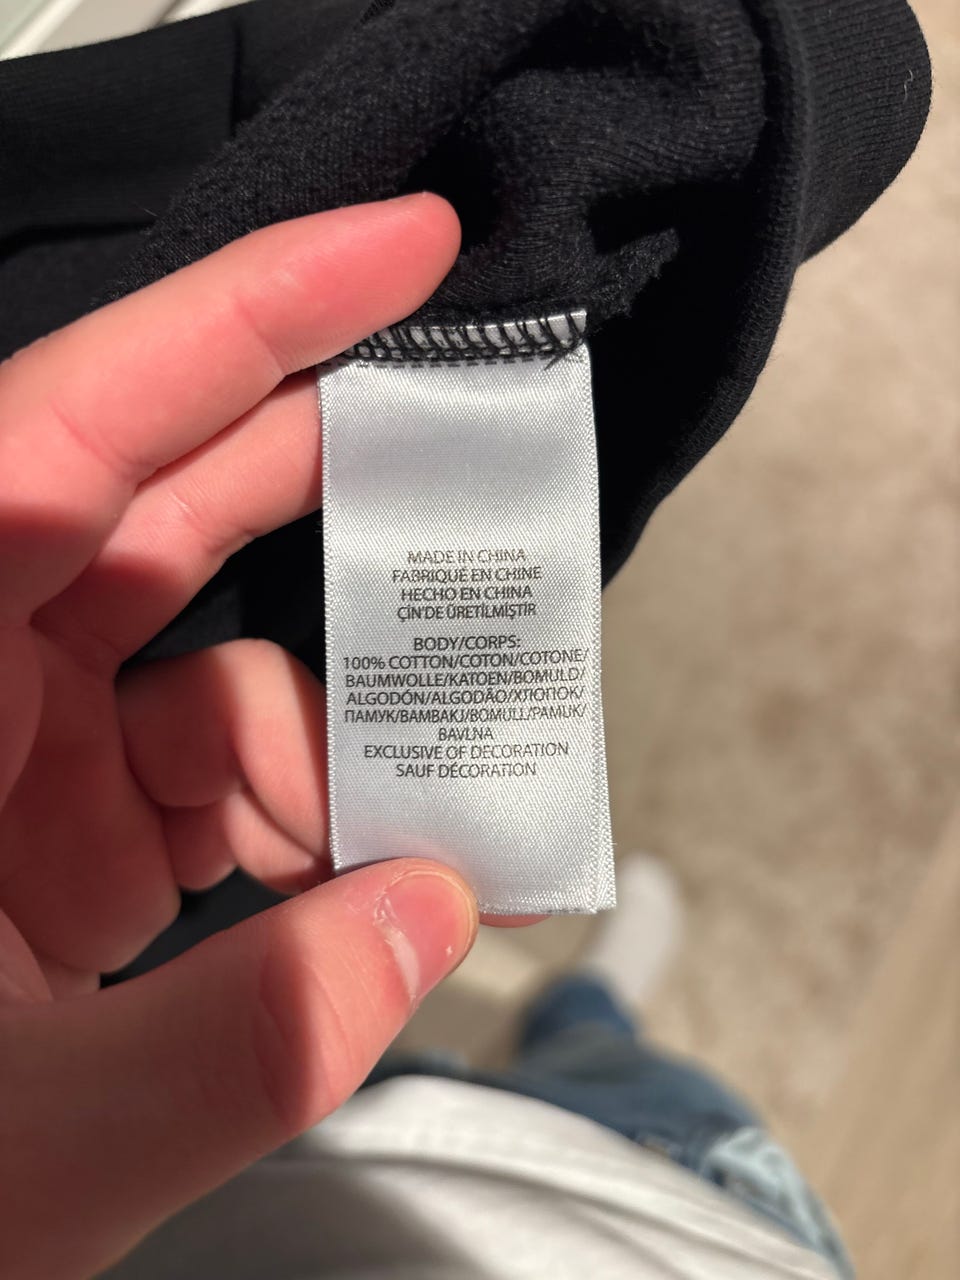 MADE IN CHINA
FABRIQUÉ EN CHINE
HECHO EN CHINA
ÇİN'DE ÜRETİLMİŞTİR
BODY/CORPS:
100% COTTON/COTON/COTONE/
BAUMWOLLE/KATOEN/BOMULD/
ALGODÓN/ALGODÃO/ХЛОПОК/
ПАМУК/BAMBAKI/BOMULL/PAMUK/
BAVLNA
EXCLUSIVE OF DECORATION
SAUF DÉCORATION